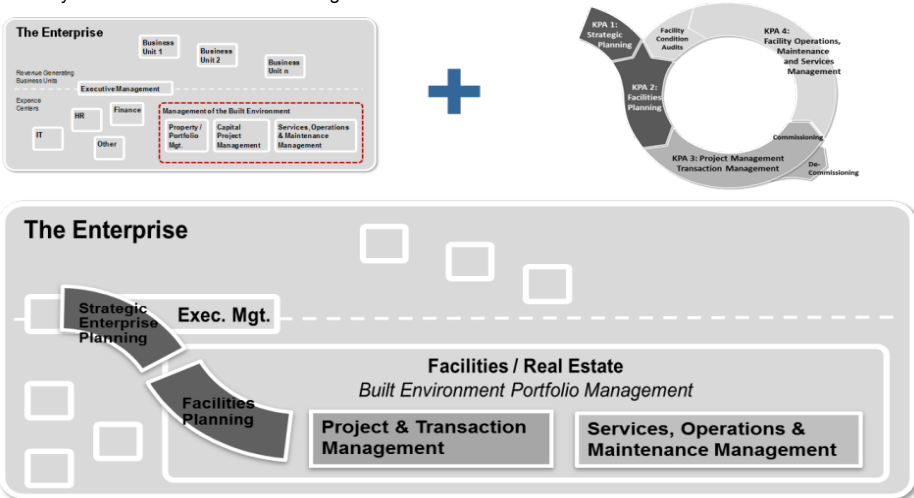 The Enterprise
Business
Unit 1
Business
Unit 2
Business
Unit n
Revenue Generating
Business Units
Executive Management
Expence
Centers
IT
HR
Finance
Other
Management of the Built Environment
Property /
Portfolio
Mgt.
Capital
Project
Management
Services, Operations
& Maintenance
Management
KPA 1:
Strategic
Planning
Facility
Condition
Audits
KPA 4:
Facility Operations,
Maintenance
and Services
Management
KPA 2:
Facilities
Planning
Commissioning
KPA 3: Project Management
Transaction Management
De-
Commissioning
The Enterprise
Strategic
Enterprise
Planning
Exec. Mgt.
Facilities / Real Estate
Built Environment Portfolio Management
Facilities
Planning
Project & Transaction
Management
Services, Operations &
Maintenance Management